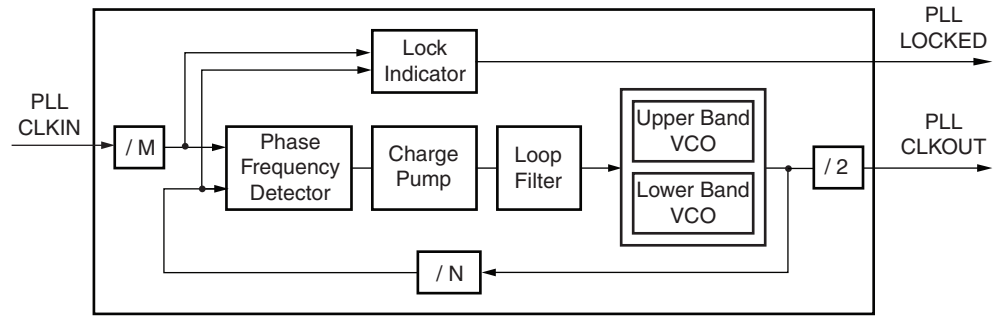 PLL
LOCKED
Lock
Indicator
PLL
CLKIN
/ M
Phase
Frequency
Detector
Charge
Pump
Loop
Filter
Upper Band
VCO
Lower Band
VCO
/ 2
PLL
CLKOUT
/ N